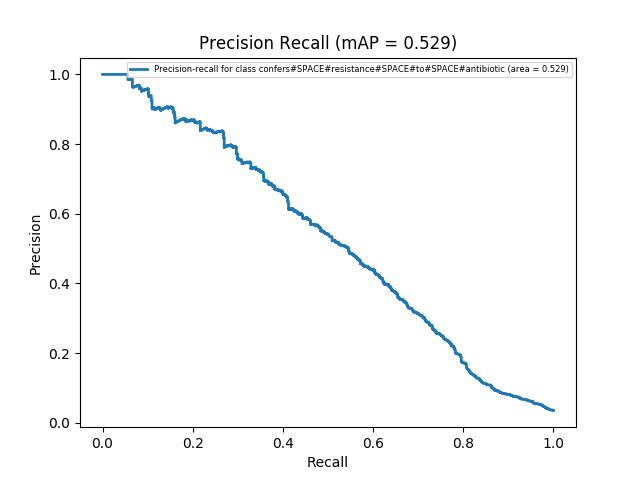 Precision Recall (mAP = 0.529)
Precision-recall for class confers#SPACE#resistance#SPACE#to#SPACE#antibiotic (area = 0.529)
1.0
0.8
0.6
0.4
0.2
0.0
Precision
0.0 0.2 0.4 0.6 0.8 1.0
Recall